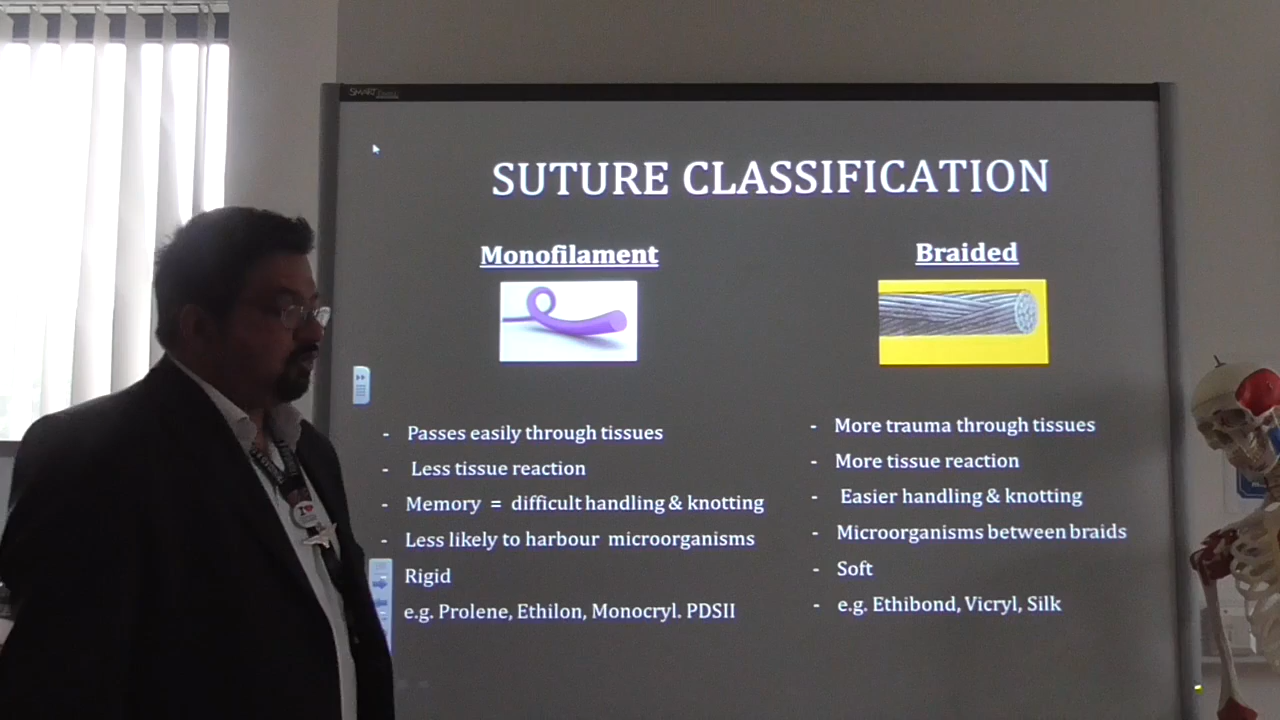 SMART
SUTURE CLASSIFICATION
Monofilament
Braided
- Passes easily through tissues
- Less tissue reaction
- Memory = difficult handling & knotting
- Less likely to harbour microorganisms
Rigid
e.g. Prolene, Ethilon, Monocryl. PDSII
- More trauma through tissues
- More tissue reaction
- Easier handling & knotting
- Microorganisms between braids
- Soft
- e.g. Ethibond, Vicryl, Silk